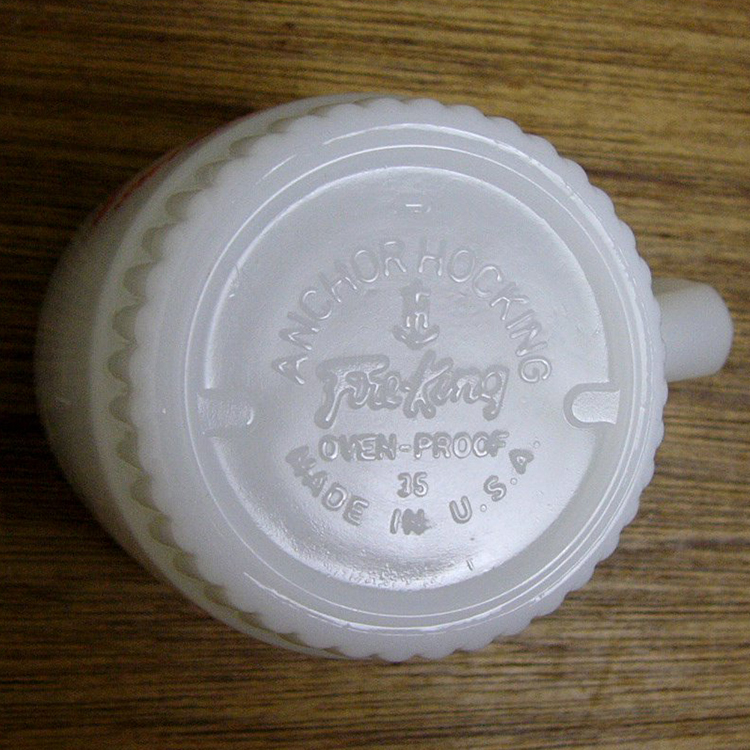 ANCHOR HOCKING
Fire-King
OVEN-PROOF
35
MADE IN U.S.A.